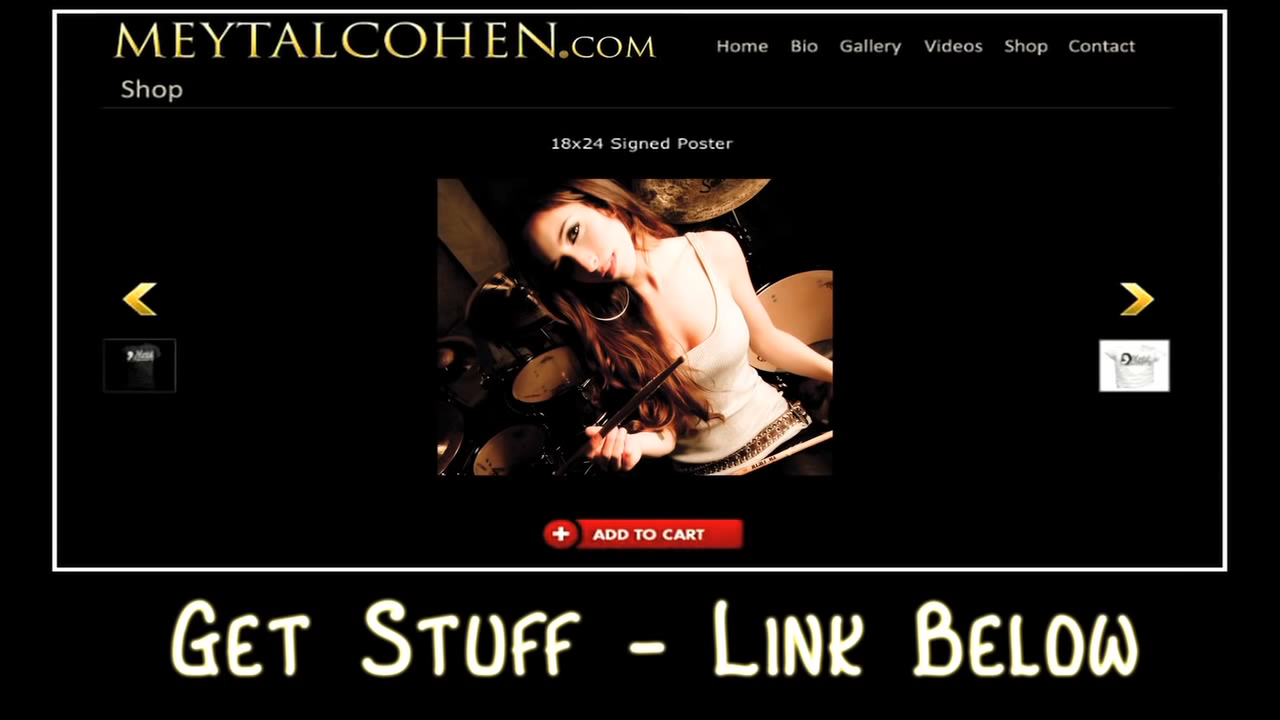 MEYTALCOHEN.COM
Home Bio Gallery Videos Shop Contact
Shop
18x24 Signed Poster
ADD TO CART
GET STUFF - LINK BELOW